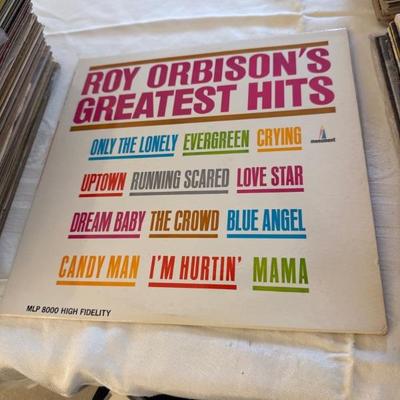 ROY ORBISON'S
GREATEST HITS
ONLY THE LONELY EVERGREEN CRYING
monument
UPTOWN RUNNING SCARED LOVE STAR
DREAM BABY THE CROWD BLUE ANGEL
CANDY MAN I'M HURTIN' MAMA
MLP 8000 HIGH FIDELITY